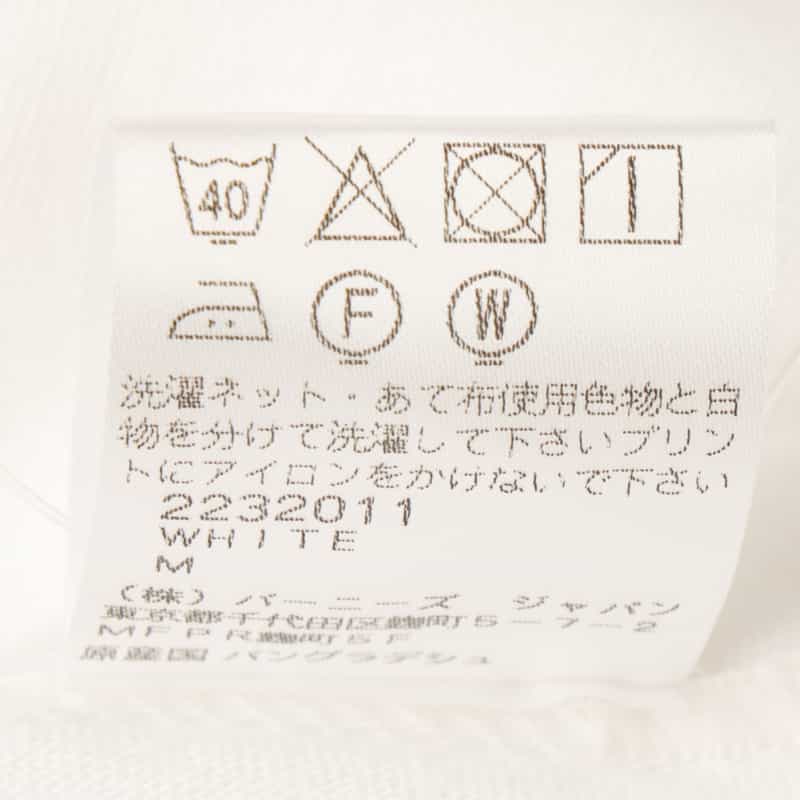 40
F
W
洗濯ネット・あて布使用色物と白
物を分けて洗濯して下さいプリン
トにアイロンをかけないで下さい
2232011
WHITE
M
(株) バーニーズ ジャパン
東京都千代田区麹町5-7-2
MFPR麹町5F
原産国 バングラデシュ